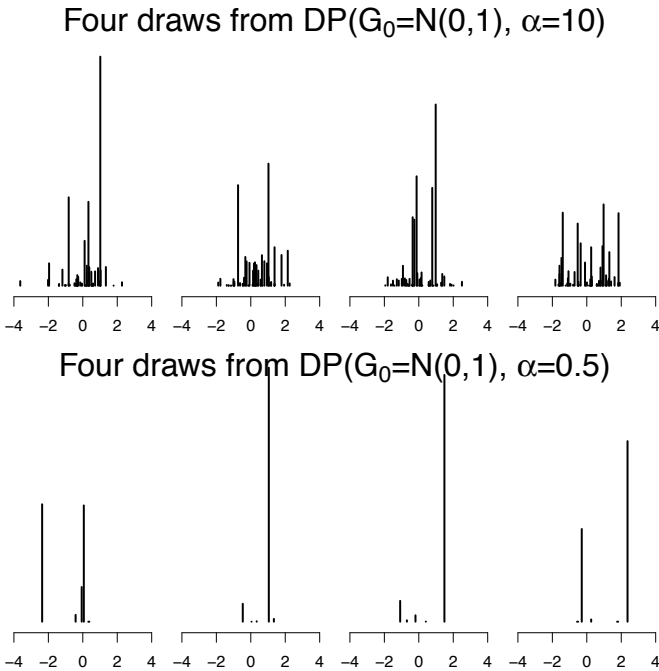 Four draws from DP(G₀=N(0,1), α=10)
−4 −2 0 2 4 −4 −2 0 2 4 −4 −2 0 2 4 −4 −2 0 2 4
Four draws from DP(G₀=N(0,1), α=0.5)
−4 −2 0 2 4 −4 −2 0 2 4 −4 −2 0 2 4 −4 −2 0 2 4